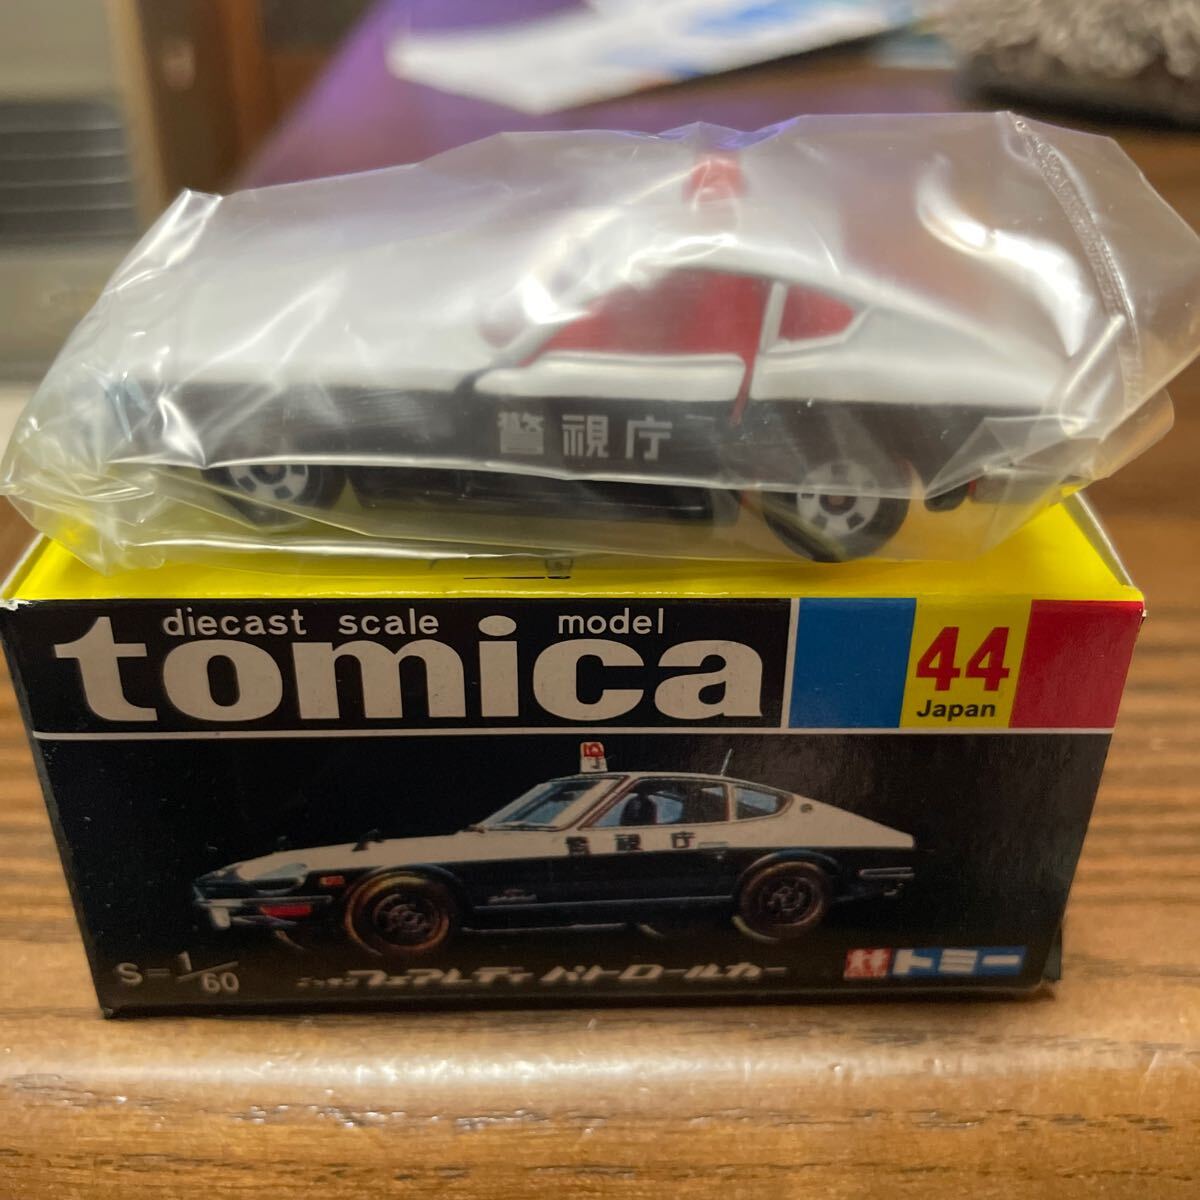 警視庁
diecast scale model
tomica
44
Japan
警視庁
S=1/60
ニッサン フェアレディ パトロールカー
トミー